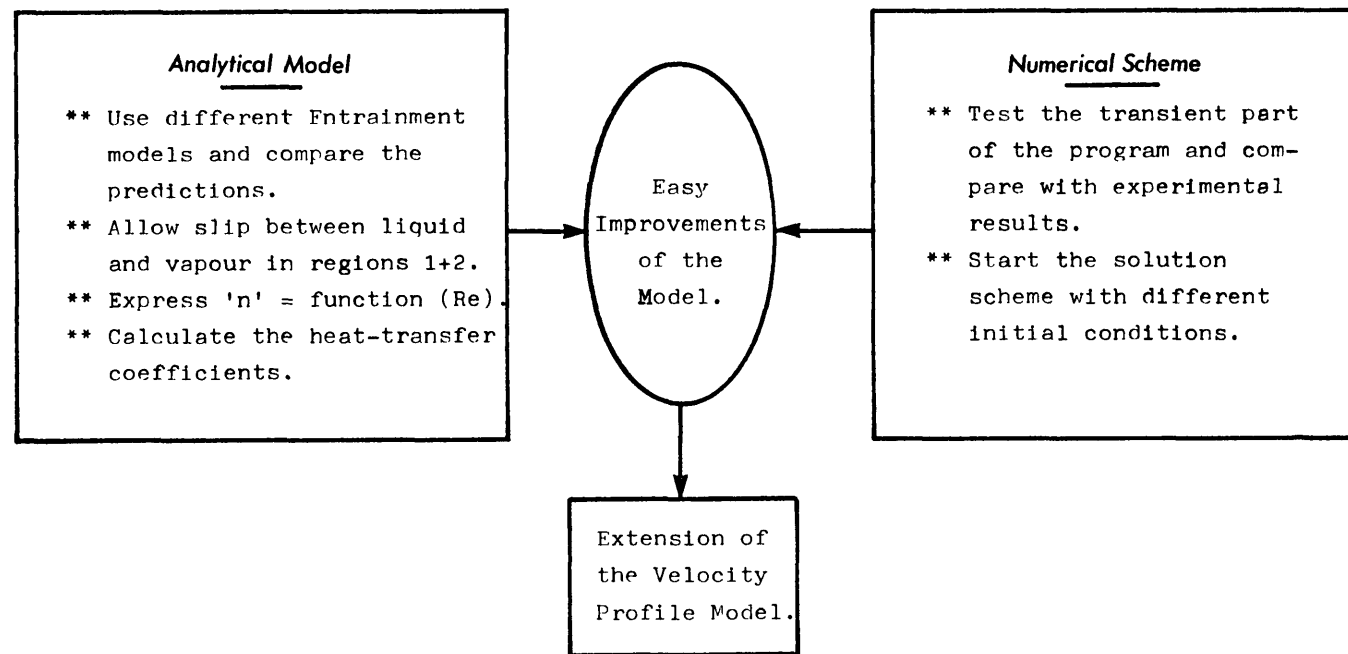 Analytical Model
** Use different Entrainment
models and compare the
predictions.
** Allow slip between liquid
and vapour in regions 1+2.
** Express 'n' = function (Re).
** Calculate the heat-transfer
coefficients.
Easy
Improvements
of the
Model.
Numerical Scheme
** Test the transient part
of the program and com-
pare with experimental
results.
** Start the solution
scheme with different
initial conditions.
Extension of
the Velocity
Profile Model.